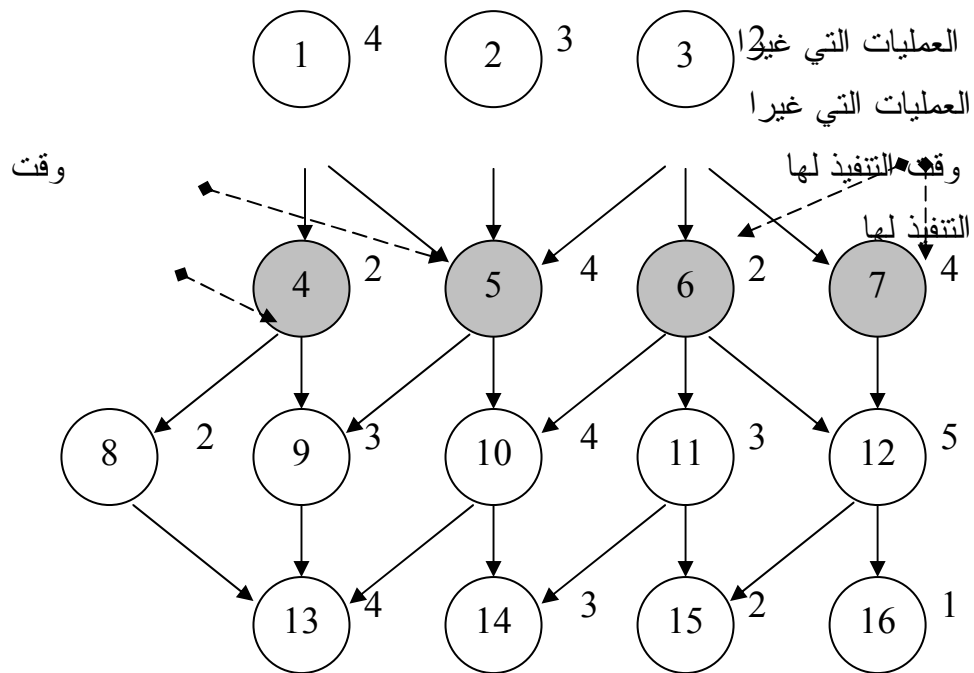 1 4 2 3 3 2 العمليات التي غيرا
العمليات التي غيرا
وقت التنفيذ لها
وقت
التنفيذ لها
4 2 5 4 6 2 7 4
8 2 9 3 10 4 11 3 12 5
13 4 14 3 15 2 16 1